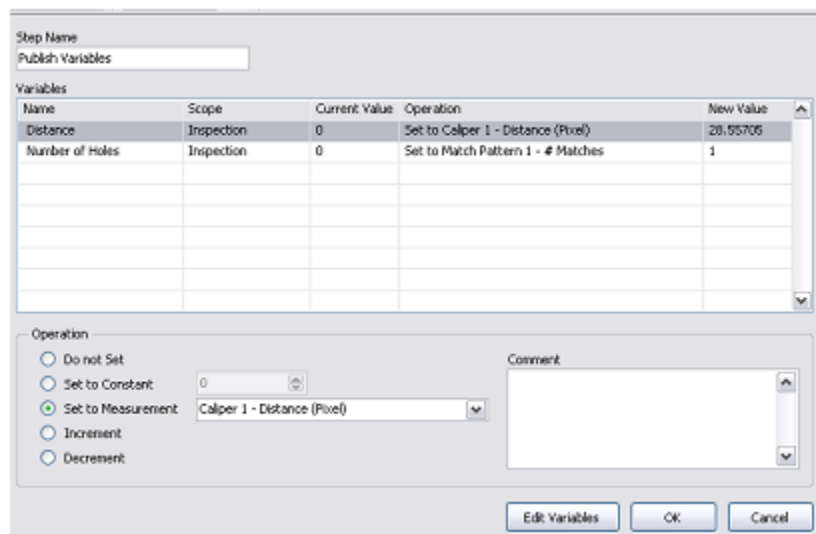 Step Name
Publish Variables
Variables
Name Scope Current Value Operation New Value
Distance Inspection 0 Set to Caliper 1 - Distance (Pixel) 28.55705
Number of Holes Inspection 0 Set to Match Pattern 1 - # Matches 1
Operation
Do not Set
Set to Constant 0
Set to Measurement Caliper 1 - Distance (Pixel)
Increment
Decrement
Comment
Edit Variables OK Cancel